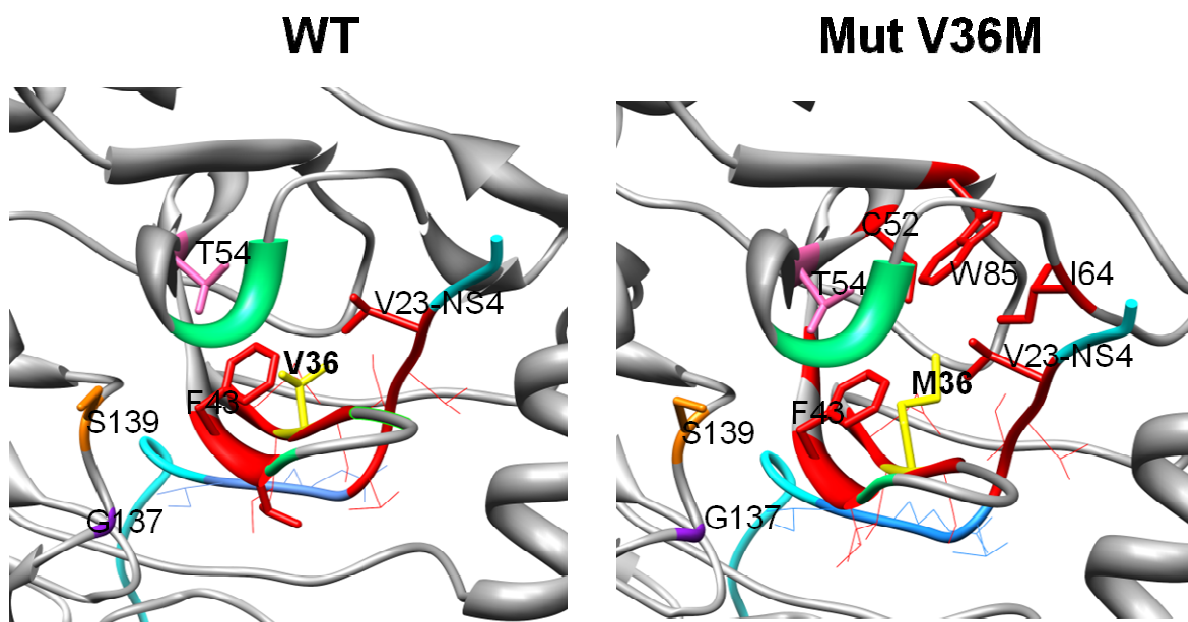 WT
T54
V23-NS4
V36
F43
S139
G137
Mut V36M
C52
T54
W85
I64
V23-NS4
M36
F43
S139
G137